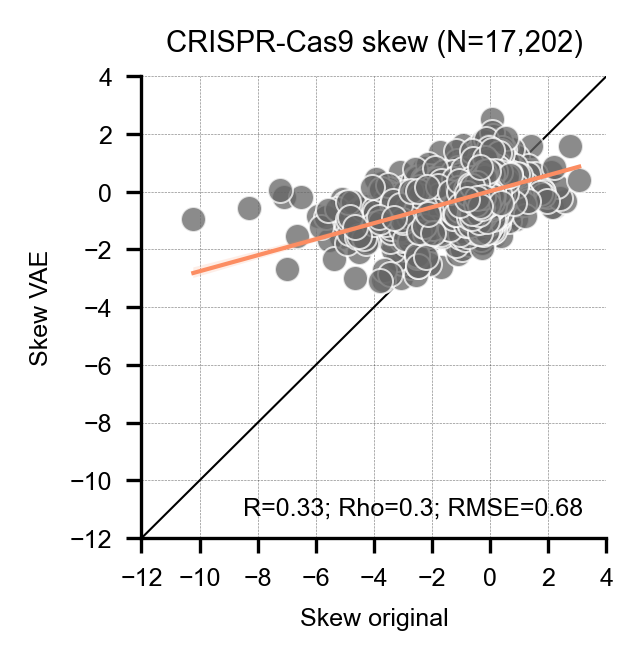 CRISPR-Cas9 skew (N=17,202)
4
2
0
−2
−4
−6
−8
−10
−12
Skew VAE
R=0.33; Rho=0.3; RMSE=0.68
−12 −10 −8 −6 −4 −2 0 2 4
Skew original